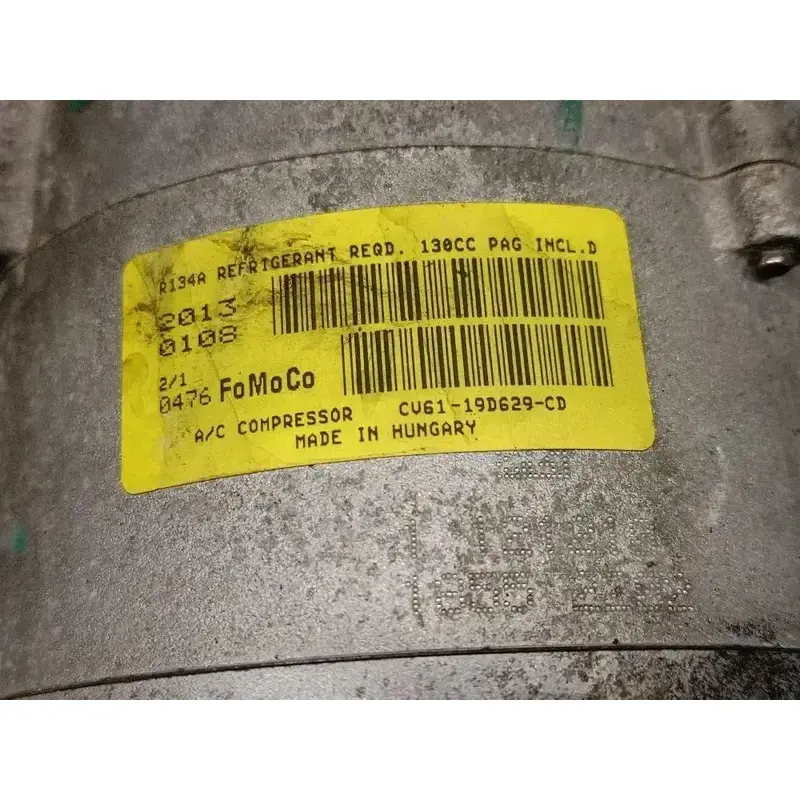 R134A REFRIGERANT REQD. 130CC PAG INCL.D
2013
0108
2/1
0476 FoMoCo
A/C COMPRESSOR CV61-19D629-CD
MADE IN HUNGARY